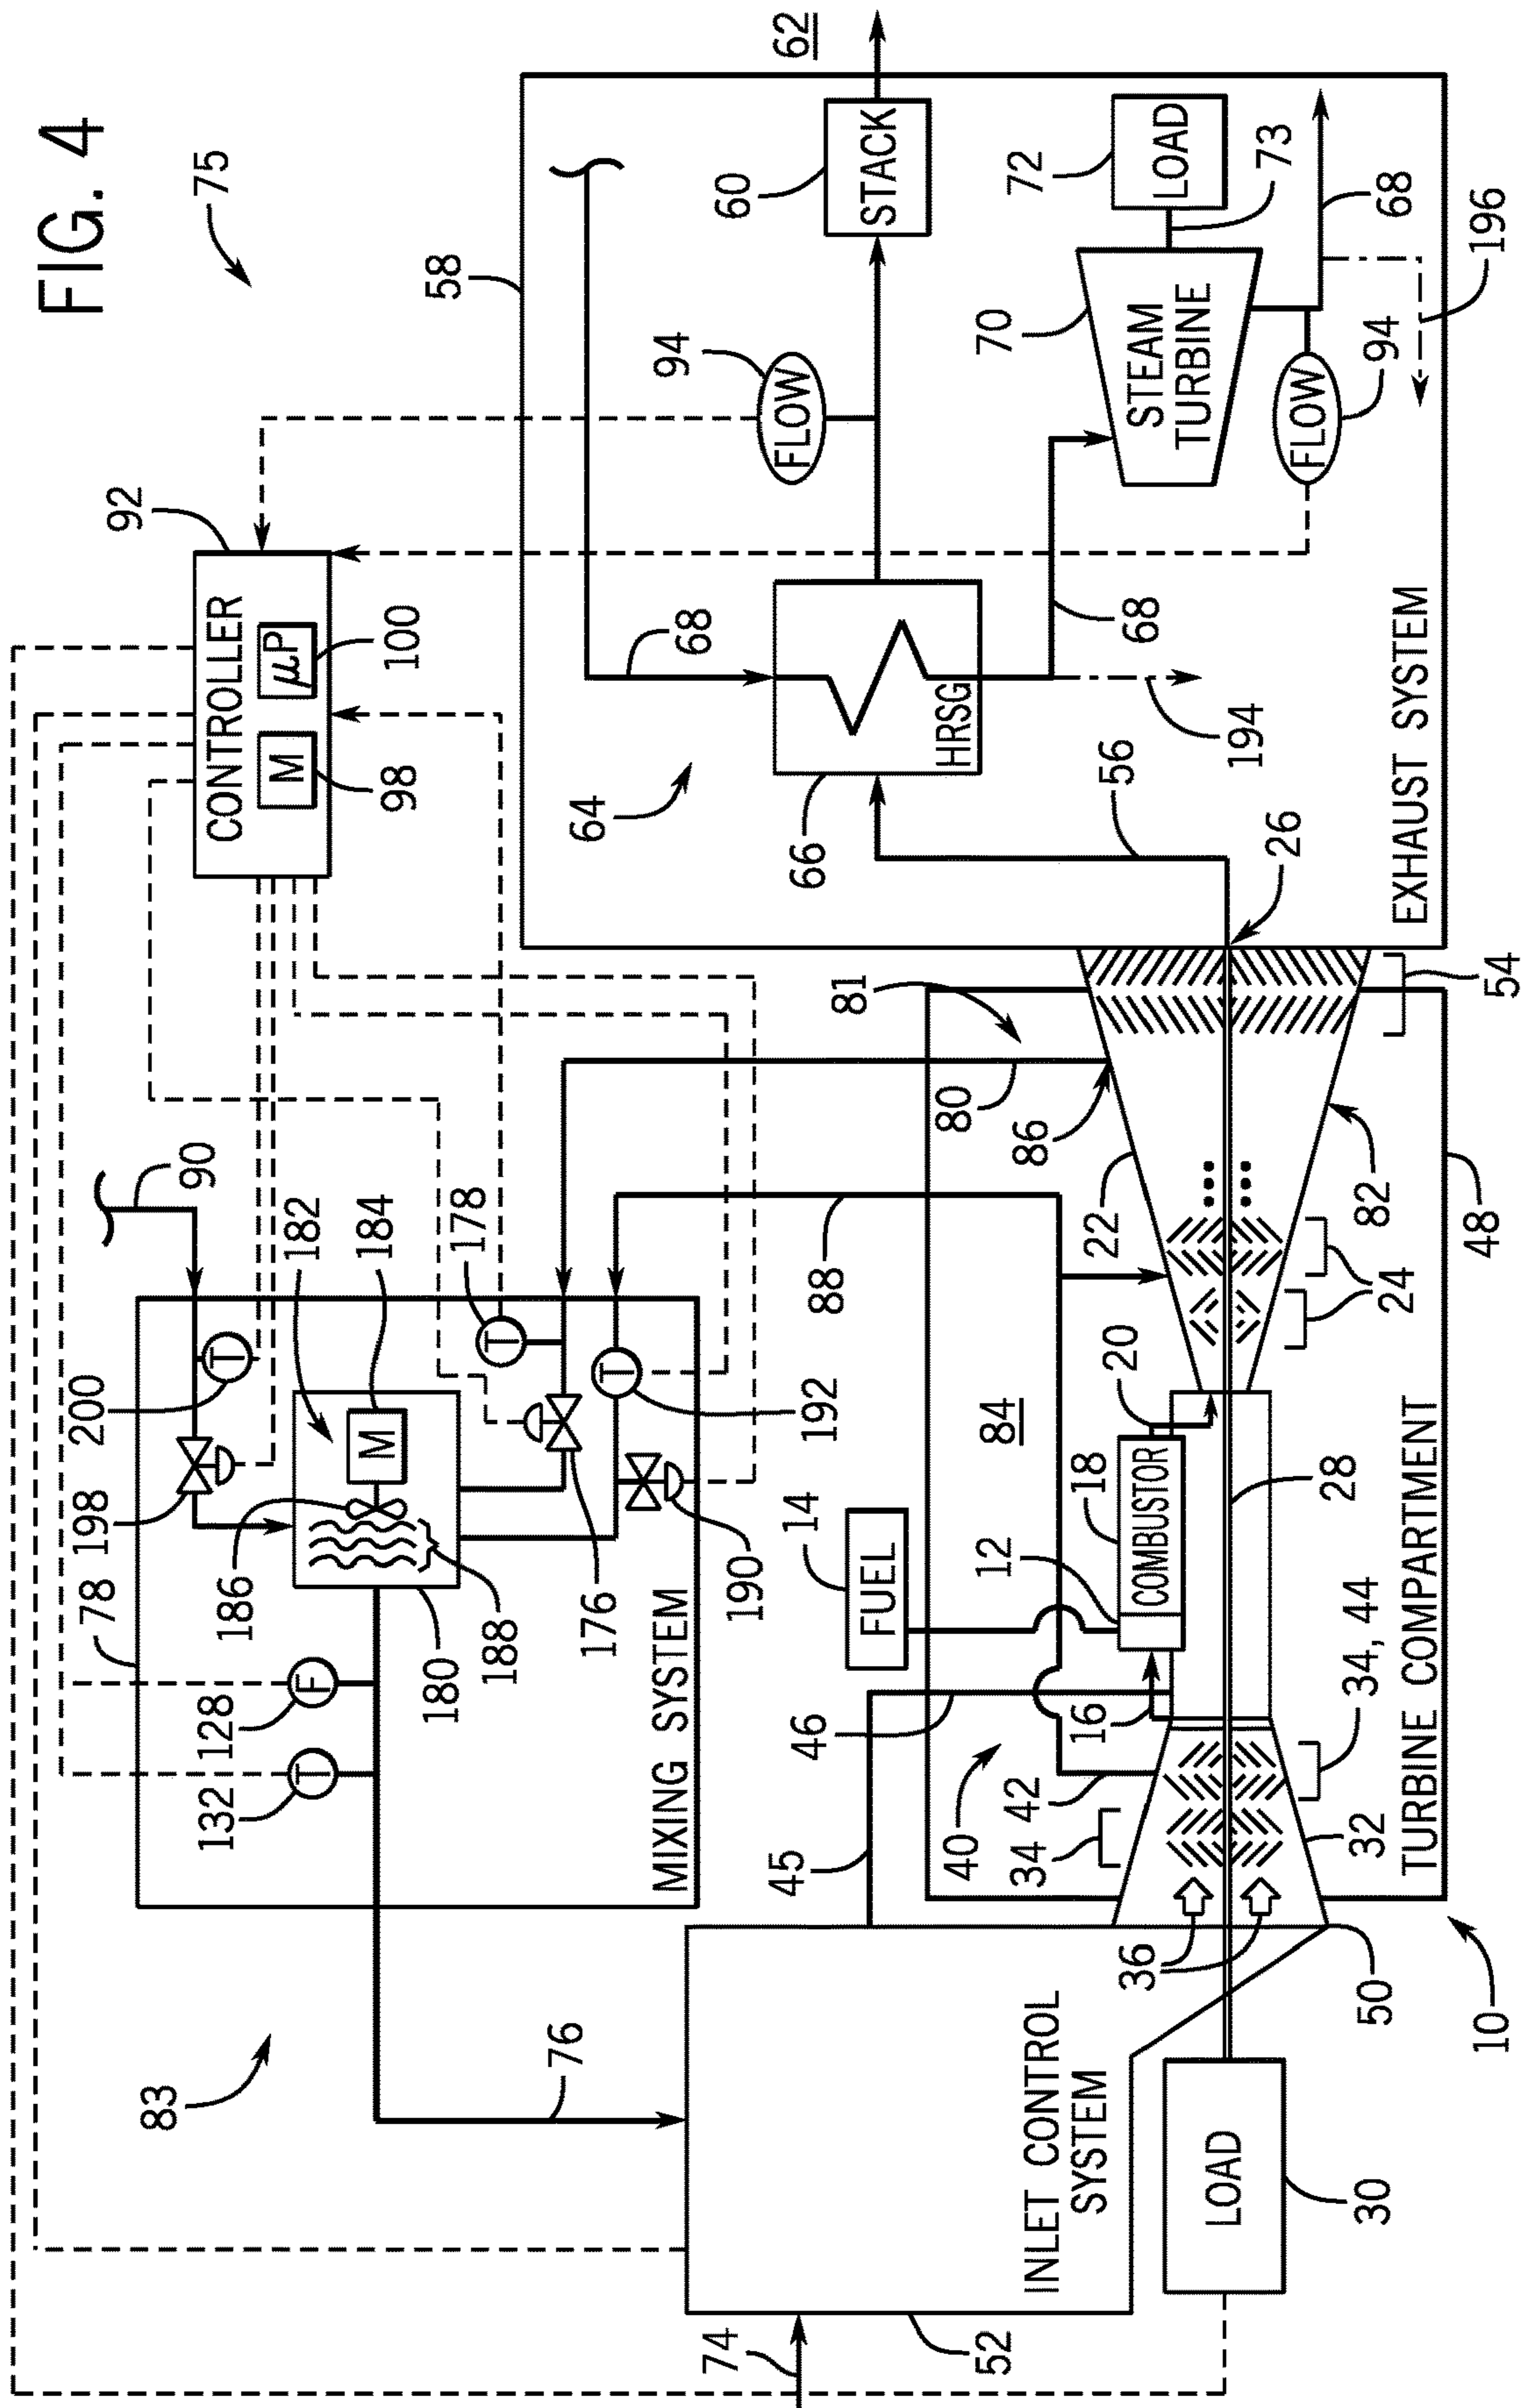 FIG. 4
75
83
92
CONTROLLER
M
µP
98
100
90
200
198
182
184
178
78
186
128
132
T
F
T
M
T
T
180
188
176
190
192
MIXING SYSTEM
76
58
62
60
STACK
94
FLOW
68
64
66
HRSG
72
LOAD
73
70
STEAM
TURBINE
68
68
194
196
FLOW
94
56
26
EXHAUST SYSTEM
54
81
80
86
88
22
82
48
24
84
20
18
COMBUSTOR
12
14
FUEL
28
46
16
45
40
42
34
34, 44
32
TURBINE COMPARTMENT
36
50
10
INLET CONTROL
SYSTEM
LOAD
30
74
52